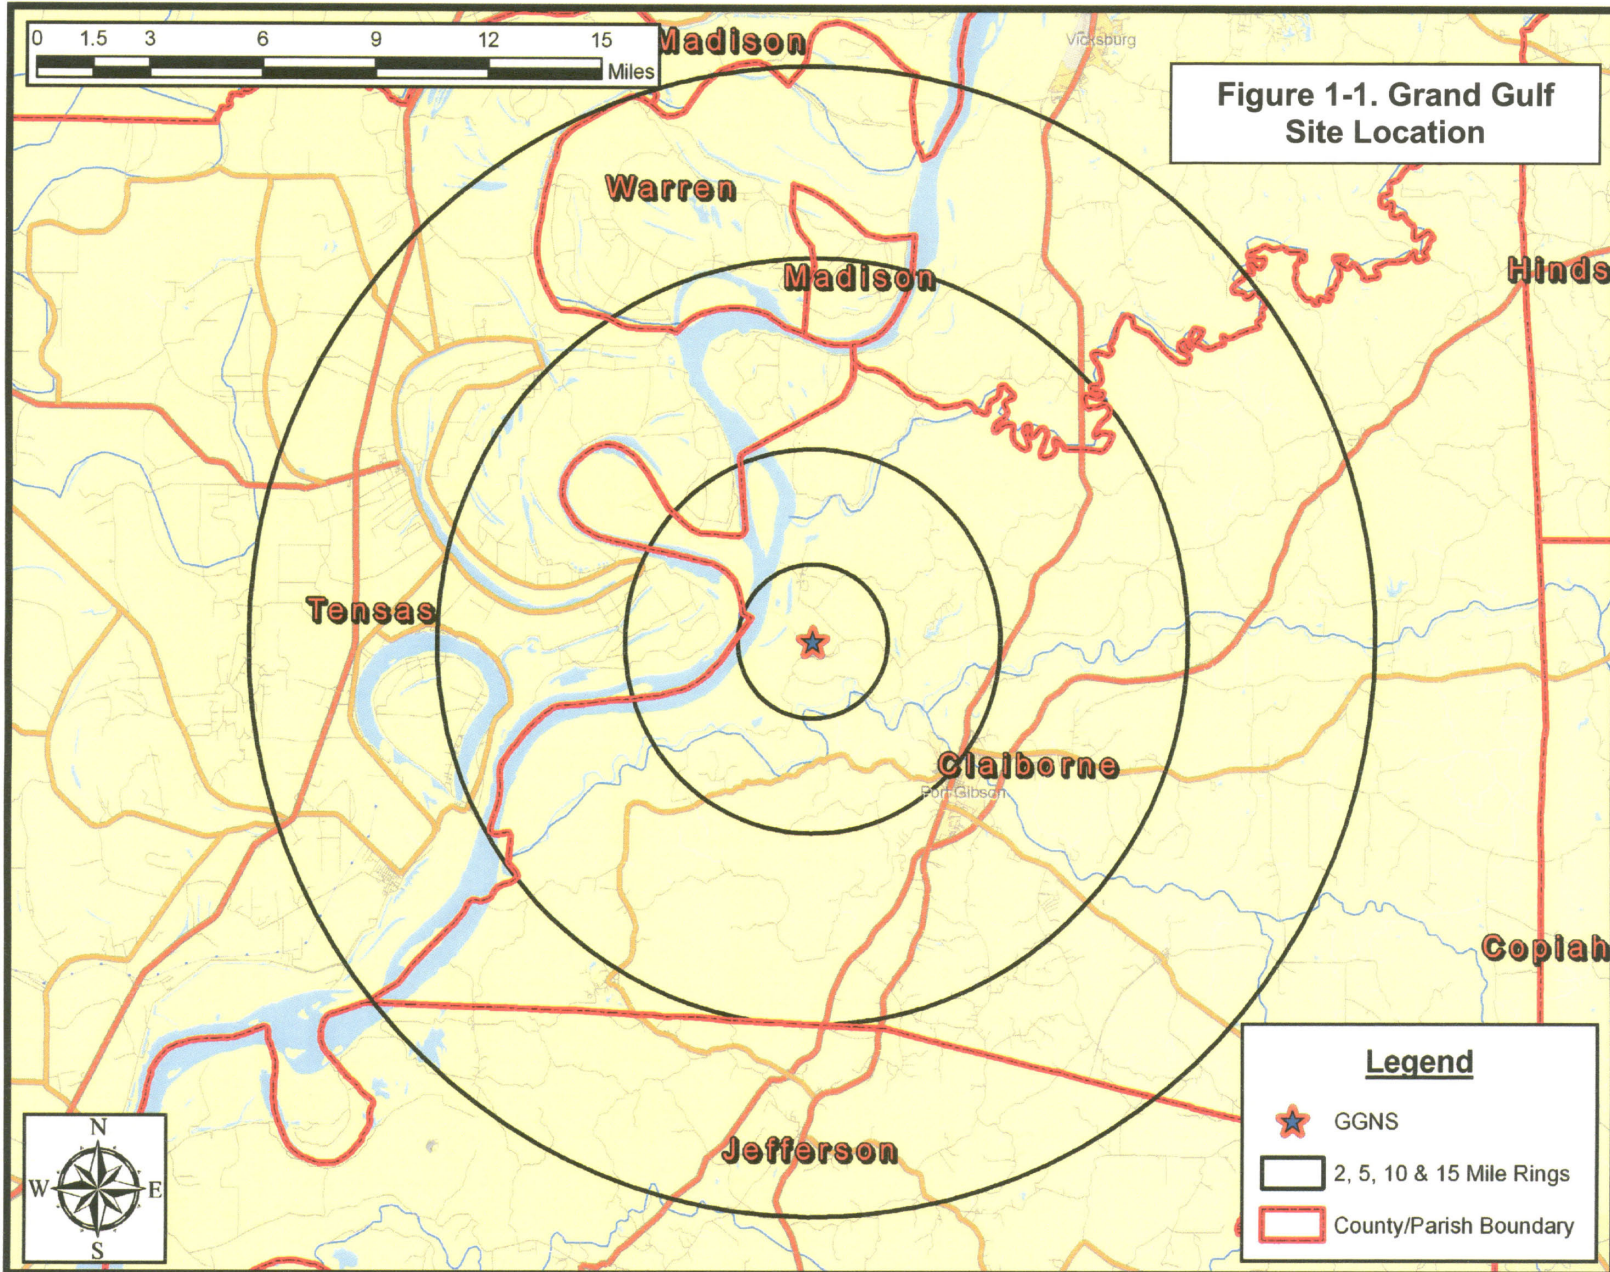 0 1.5 3 6 9 12 15
Miles
Madison
Vicksburg
Figure 1-1. Grand Gulf
Site Location
Warren
Madison
Hinds
Tensas
Claiborne
Port Gibson
Copiah
Jefferson
N
W E
S
Legend
GGNS
2, 5, 10 & 15 Mile Rings
County/Parish Boundary